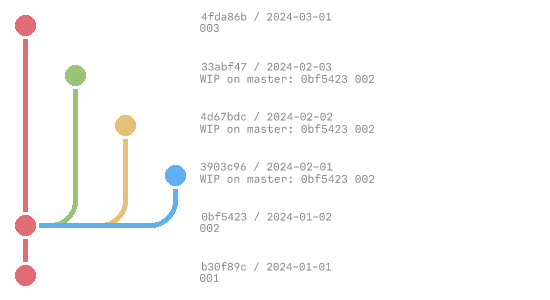 4fda86b / 2024-03-01
003
33abf47 / 2024-02-03
WIP on master: 0bf5423 002
4d67bdc / 2024-02-02
WIP on master: 0bf5423 002
3903c96 / 2024-02-01
WIP on master: 0bf5423 002
0bf5423 / 2024-01-02
002
b30f89c / 2024-01-01
001